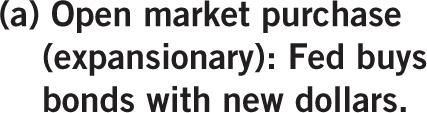 (a) Open market purchase
(expansionary): Fed buys
bonds with new dollars.